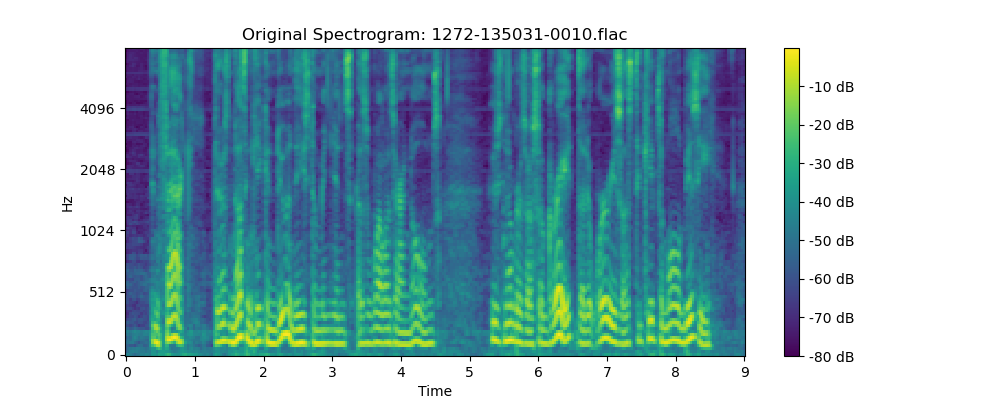 Original Spectrogram: 1272-135031-0010.flac
Hz
4096
2048
1024
512
0
0 1 2 3 4 5 6 7 8 9
Time
-10 dB
-20 dB
-30 dB
-40 dB
-50 dB
-60 dB
-70 dB
-80 dB